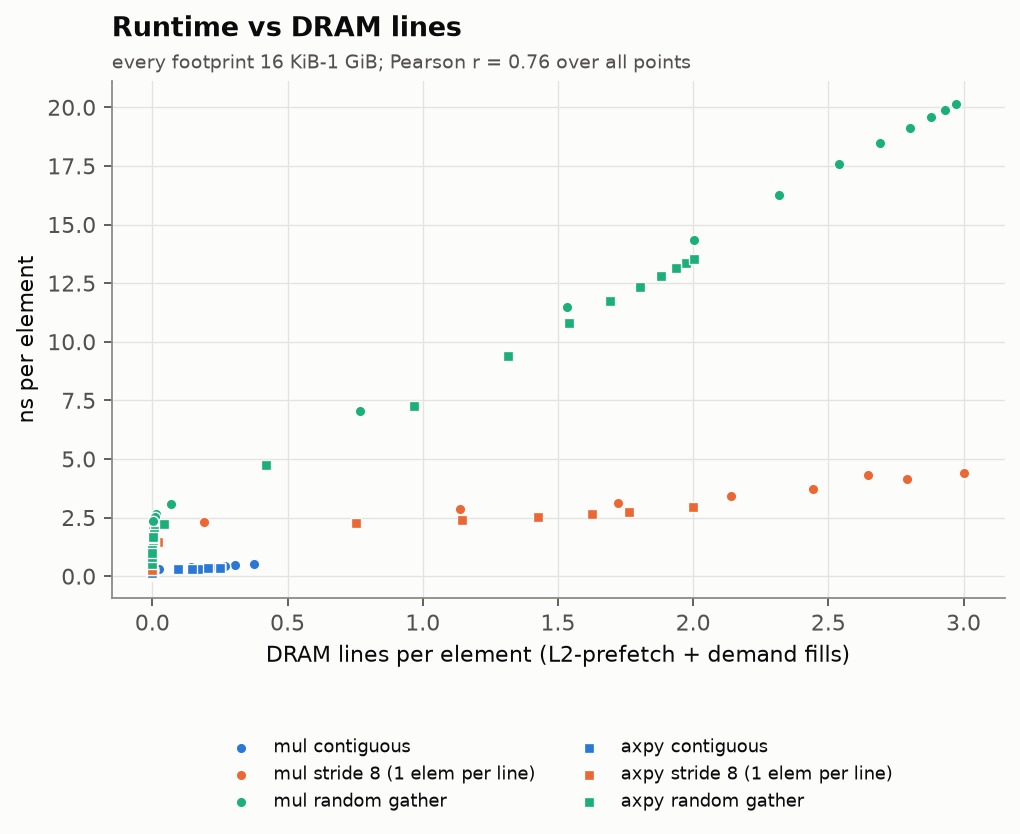 Runtime vs DRAM lines
every footprint 16 KiB-1 GiB; Pearson r = 0.76 over all points
20.0
17.5
15.0
12.5
10.0
7.5
5.0
2.5
0.0
ns per element
0.0 0.5 1.0 1.5 2.0 2.5 3.0
DRAM lines per element (L2-prefetch + demand fills)
mul contiguous
mul stride 8 (1 elem per line)
mul random gather
axpy contiguous
axpy stride 8 (1 elem per line)
axpy random gather